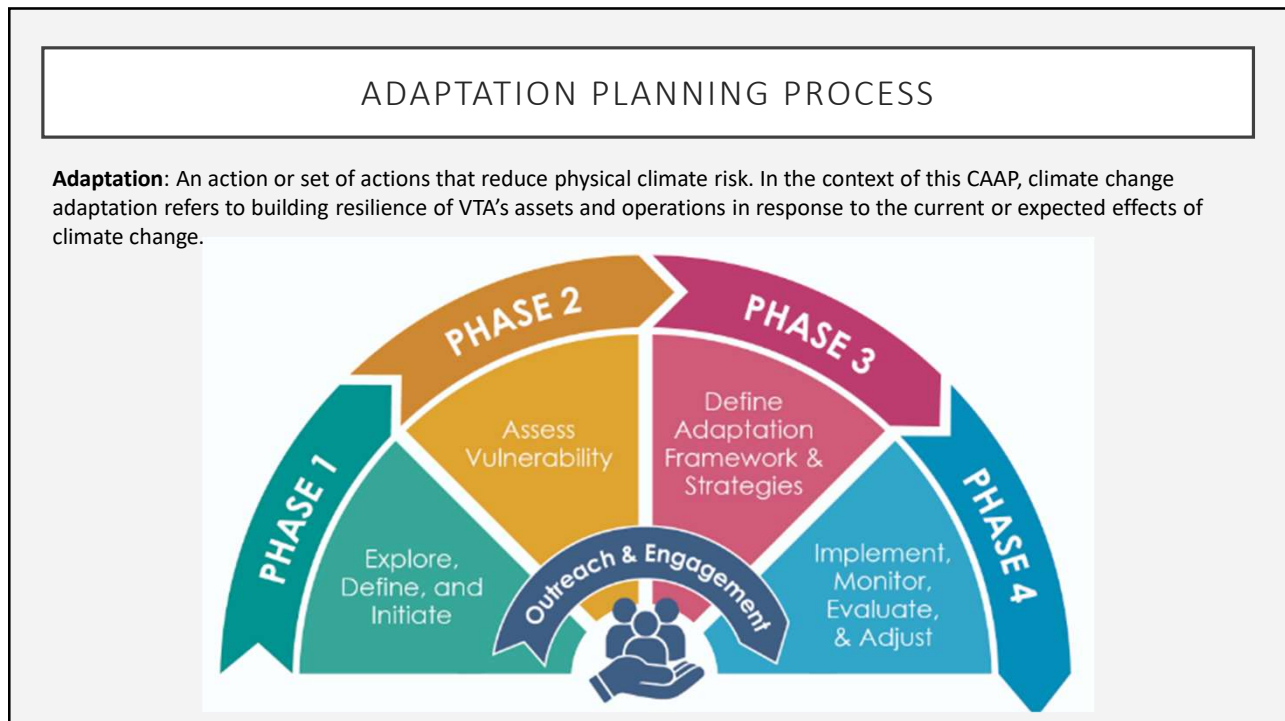 ADAPTATION PLANNING PROCESS
Adaptation: An action or set of actions that reduce physical climate risk. In the context of this CAAP, climate change
adaptation refers to building resilience of VTA’s assets and operations in response to the current or expected effects of
climate change.
PHASE 1
Explore,
Define, and
Initiate
PHASE 2
Assess
Vulnerability
PHASE 3
Define
Adaptation
Framework &
Strategies
PHASE 4
Implement,
Monitor,
Evaluate,
& Adjust
Outreach & Engagement